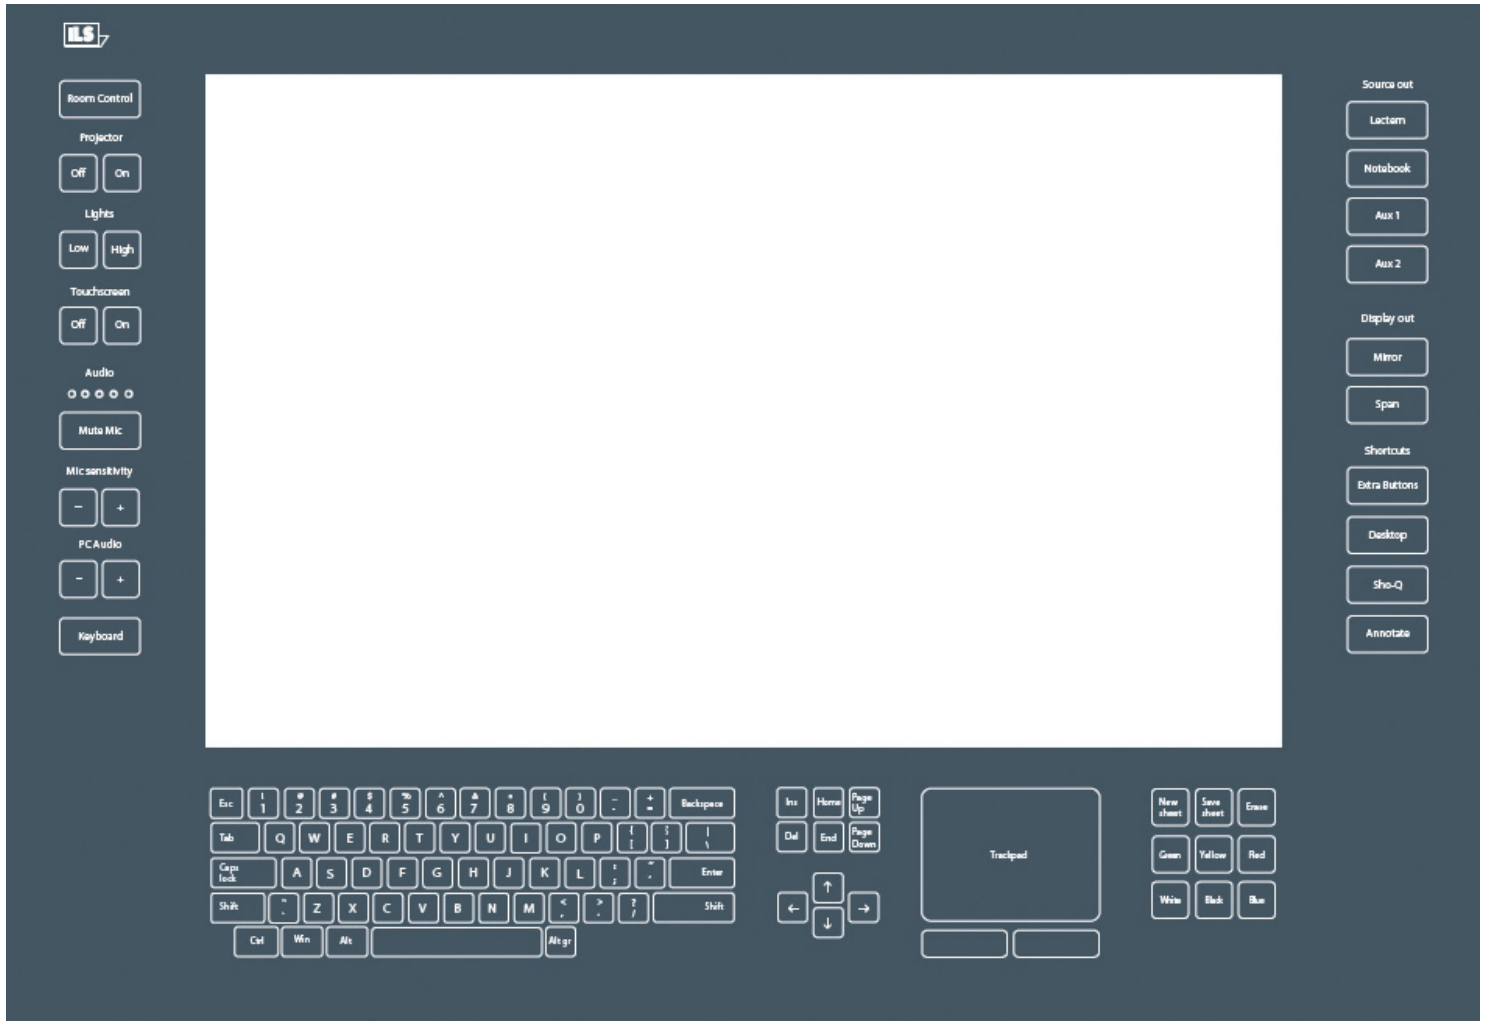 ILS
Room Control
Projector
Off On
Lights
Low High
Touchscreen
Off On
Audio
Mute Mic
Mic sensitivity
– +
PC Audio
– +
Keyboard
Source out
Lectern
Notebook
Aux 1
Aux 2
Display out
Mirror
Span
Shortcuts
Extra Buttons
Desktop
Sho-Q
Annotate
Esc ! 1 @ 2 # 3 $ 4 % 5 ^ 6 & 7 * 8 ( 9 ) 0 _ - + = Backspace
Tab Q W E R T Y U I O P { [ } ] | \
Caps
lock
A S D F G H J K L : ; " ' Enter
Shift ~ ` Z X C V B N M < , > . ? / Shift
Ctrl Win Alt Alt gr
Ins Home Page
Up
Del End Page
Down
↑
← ↓ →
Trackpad
New
sheet
Save
sheet
Erase
Green Yellow Red
White Black Blue